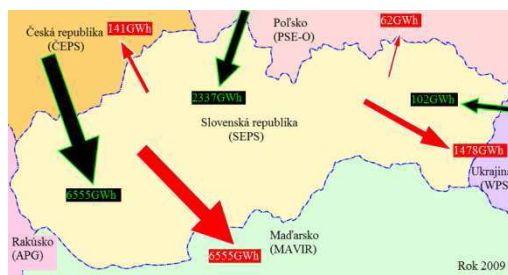 Česká republika
(ČEPS)
141GWh
Poľsko
(PSE-O)
62GWh
2337GWh
102GWh
Slovenská republika
(SEPS)
1478GWh
Ukrajina
(WPS
6555GWh
Rakúsko
(APG)
Maďarsko
(MAVIR)
6555GWh
Rok 2009